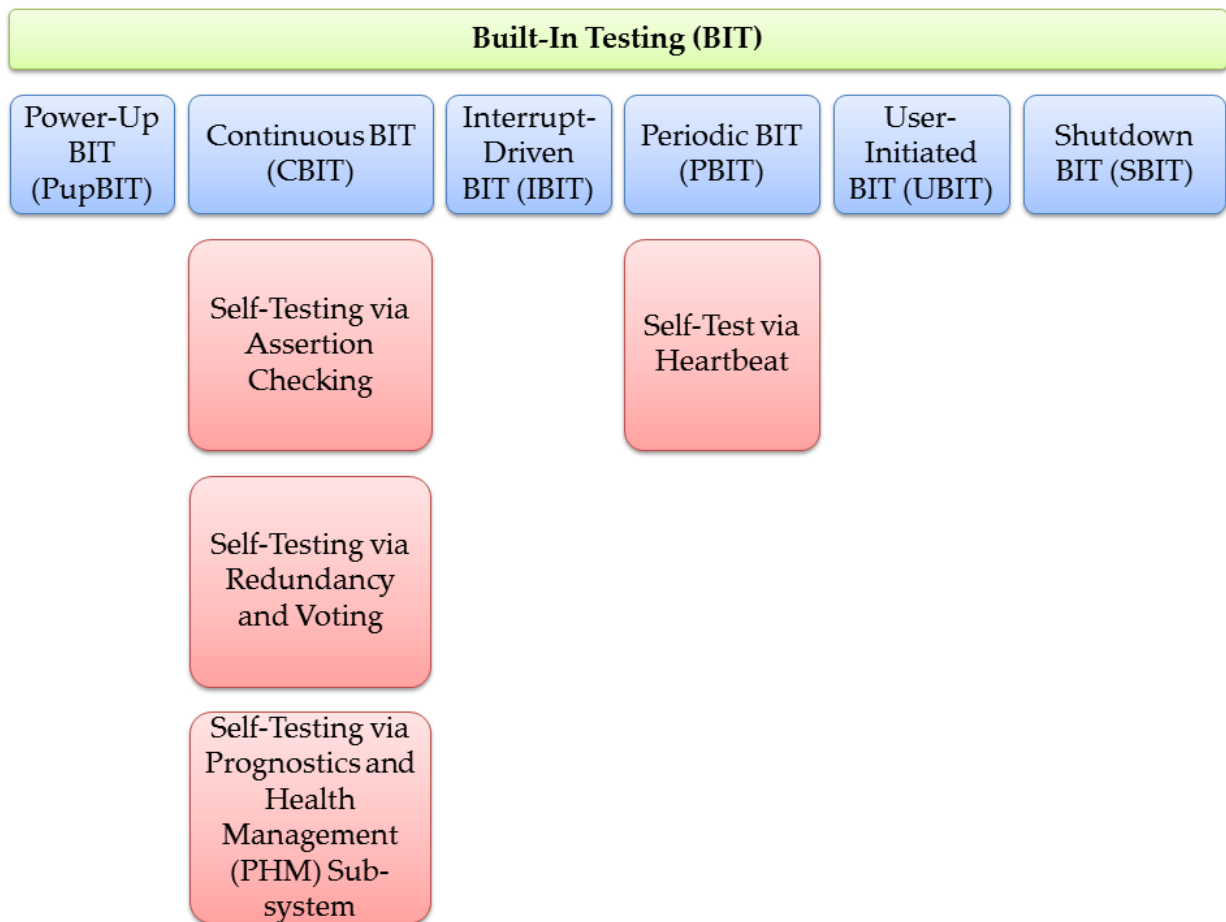 Built-In Testing (BIT)
Power-Up
BIT
(PupBIT)
Continuous BIT
(CBIT)
Interrupt-
Driven
BIT (IBIT)
Periodic BIT
(PBIT)
User-
Initiated
BIT (UBIT)
Shutdown
BIT (SBIT)
Self-Testing via
Assertion
Checking
Self-Test via
Heartbeat
Self-Testing via
Redundancy
and Voting
Self-Testing via
Prognostics and
Health
Management
(PHM) Sub-
system